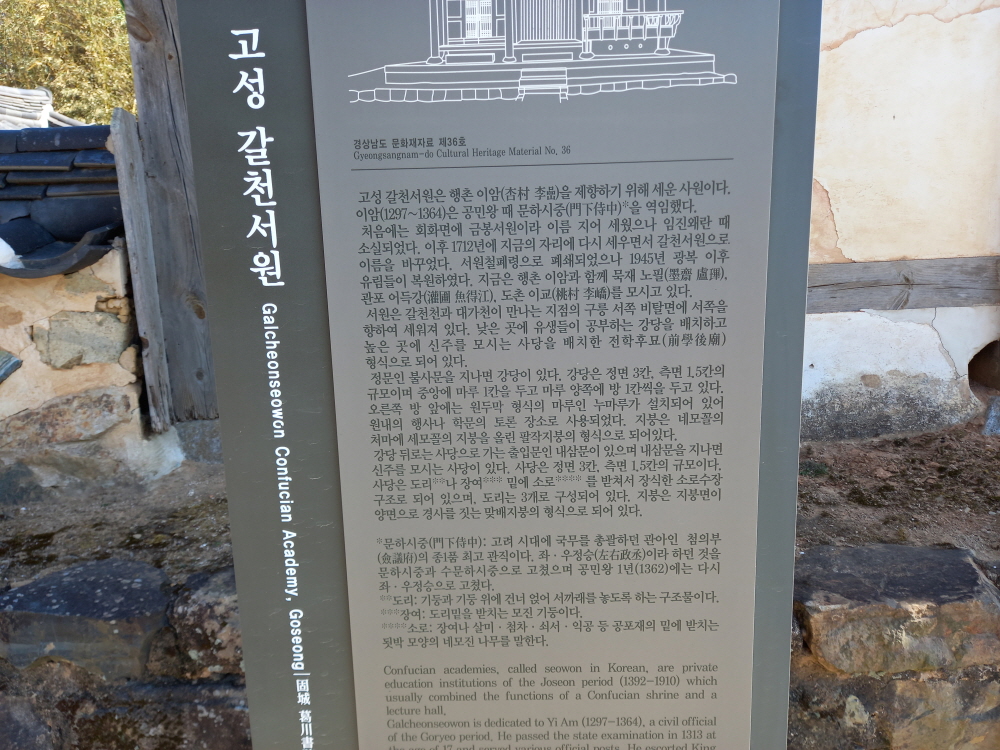 고성 갈천서원 Galcheonseowon Confucian Academy, Goseong | 固城 葛川書
경상남도 문화재자료 제36호
Gyeongsangnam-do Cultural Heritage Material No. 36
고성 갈천서원은 행촌 이암(杏村 李嵒)을 제향하기 위해 세운 사원이다.
이암(1297~1364)은 공민왕 때 문하시중(門下侍中)*을 역임했다.
처음에는 회화면에 금봉서원이라 이름 지어 세웠으나 임진왜란 때
소실되었다. 이후 1712년에 지금의 자리에 다시 세우면서 갈천서원으로
이름을 바꾸었다. 서원철폐령으로 폐쇄되었으나 1945년 광복 이후
유림들이 복원하였다. 지금은 행촌 이암과 함께 묵재 노필(墨齋 盧㻶),
관포 어득강(灌圃 魚得江), 도촌 이교(桃村 李嶠)를 모시고 있다.
서원은 갈천천과 대가천이 만나는 지점의 구릉 서쪽 비탈면에 서쪽을
향하여 세워져 있다. 낮은 곳에 유생들이 공부하는 강당을 배치하고
높은 곳에 신주를 모시는 사당을 배치한 전학후묘(前學後廟)
형식으로 되어 있다.
정문인 불사문을 지나면 강당이 있다. 강당은 정면 3칸, 측면 1.5칸의
규모이며 중앙에 마루 1칸을 두고 마루 양쪽에 방 1칸씩을 두고 있다.
오른쪽 방 앞에는 원두막 형식의 마루인 누마루가 설치되어 있어
원내의 행사나 학문의 토론 장소로 사용되었다. 지붕은 네모꼴의
처마에 세모꼴의 지붕을 올린 팔작지붕의 형식으로 되어있다.
강당 뒤로는 사당으로 가는 출입문인 내삼문이 있으며 내삼문을 지나면
신주를 모시는 사당이 있다. 사당은 정면 3칸, 측면 1.5칸의 규모이다.
사당은 도리**나 장여*** 밑에 소로****를 받쳐서 장식한 소로수장
구조로 되어 있으며, 도리는 3개로 구성되어 있다. 지붕은 지붕면이
양면으로 경사를 짓는 맞배지붕의 형식으로 되어 있다.
*문하시중(門下侍中): 고려 시대에 국무를 총괄하던 관아인 첨의부
(僉議府)의 종1품 최고 관직이다. 좌·우정승(左右政丞)이라 하던 것을
문하시중과 수문하시중으로 고쳤으며 공민왕 1년(1362)에는 다시
좌·우정승으로 고쳤다.
**도리: 기둥과 기둥 위에 건너 얹어 서까래를 놓도록 하는 구조물이다.
***장여: 도리밑을 받치는 모진 기둥이다.
****소로: 장여나 살미·첨차·쇠서·익공 등 공포재의 밑에 받치는
됫박 모양의 네모진 나무를 말한다.
Confucian academies, called seowon in Korean, are private
education institutions of the Joseon period (1392-1910) which
usually combined the functions of a Confucian shrine and a
lecture hall.
Galcheonseowon is dedicated to Yi Am (1297-1364), a civil official
of the Goryeo period. He passed the state examination in 1313 at
the age of 17 and served various official posts. He escorted King